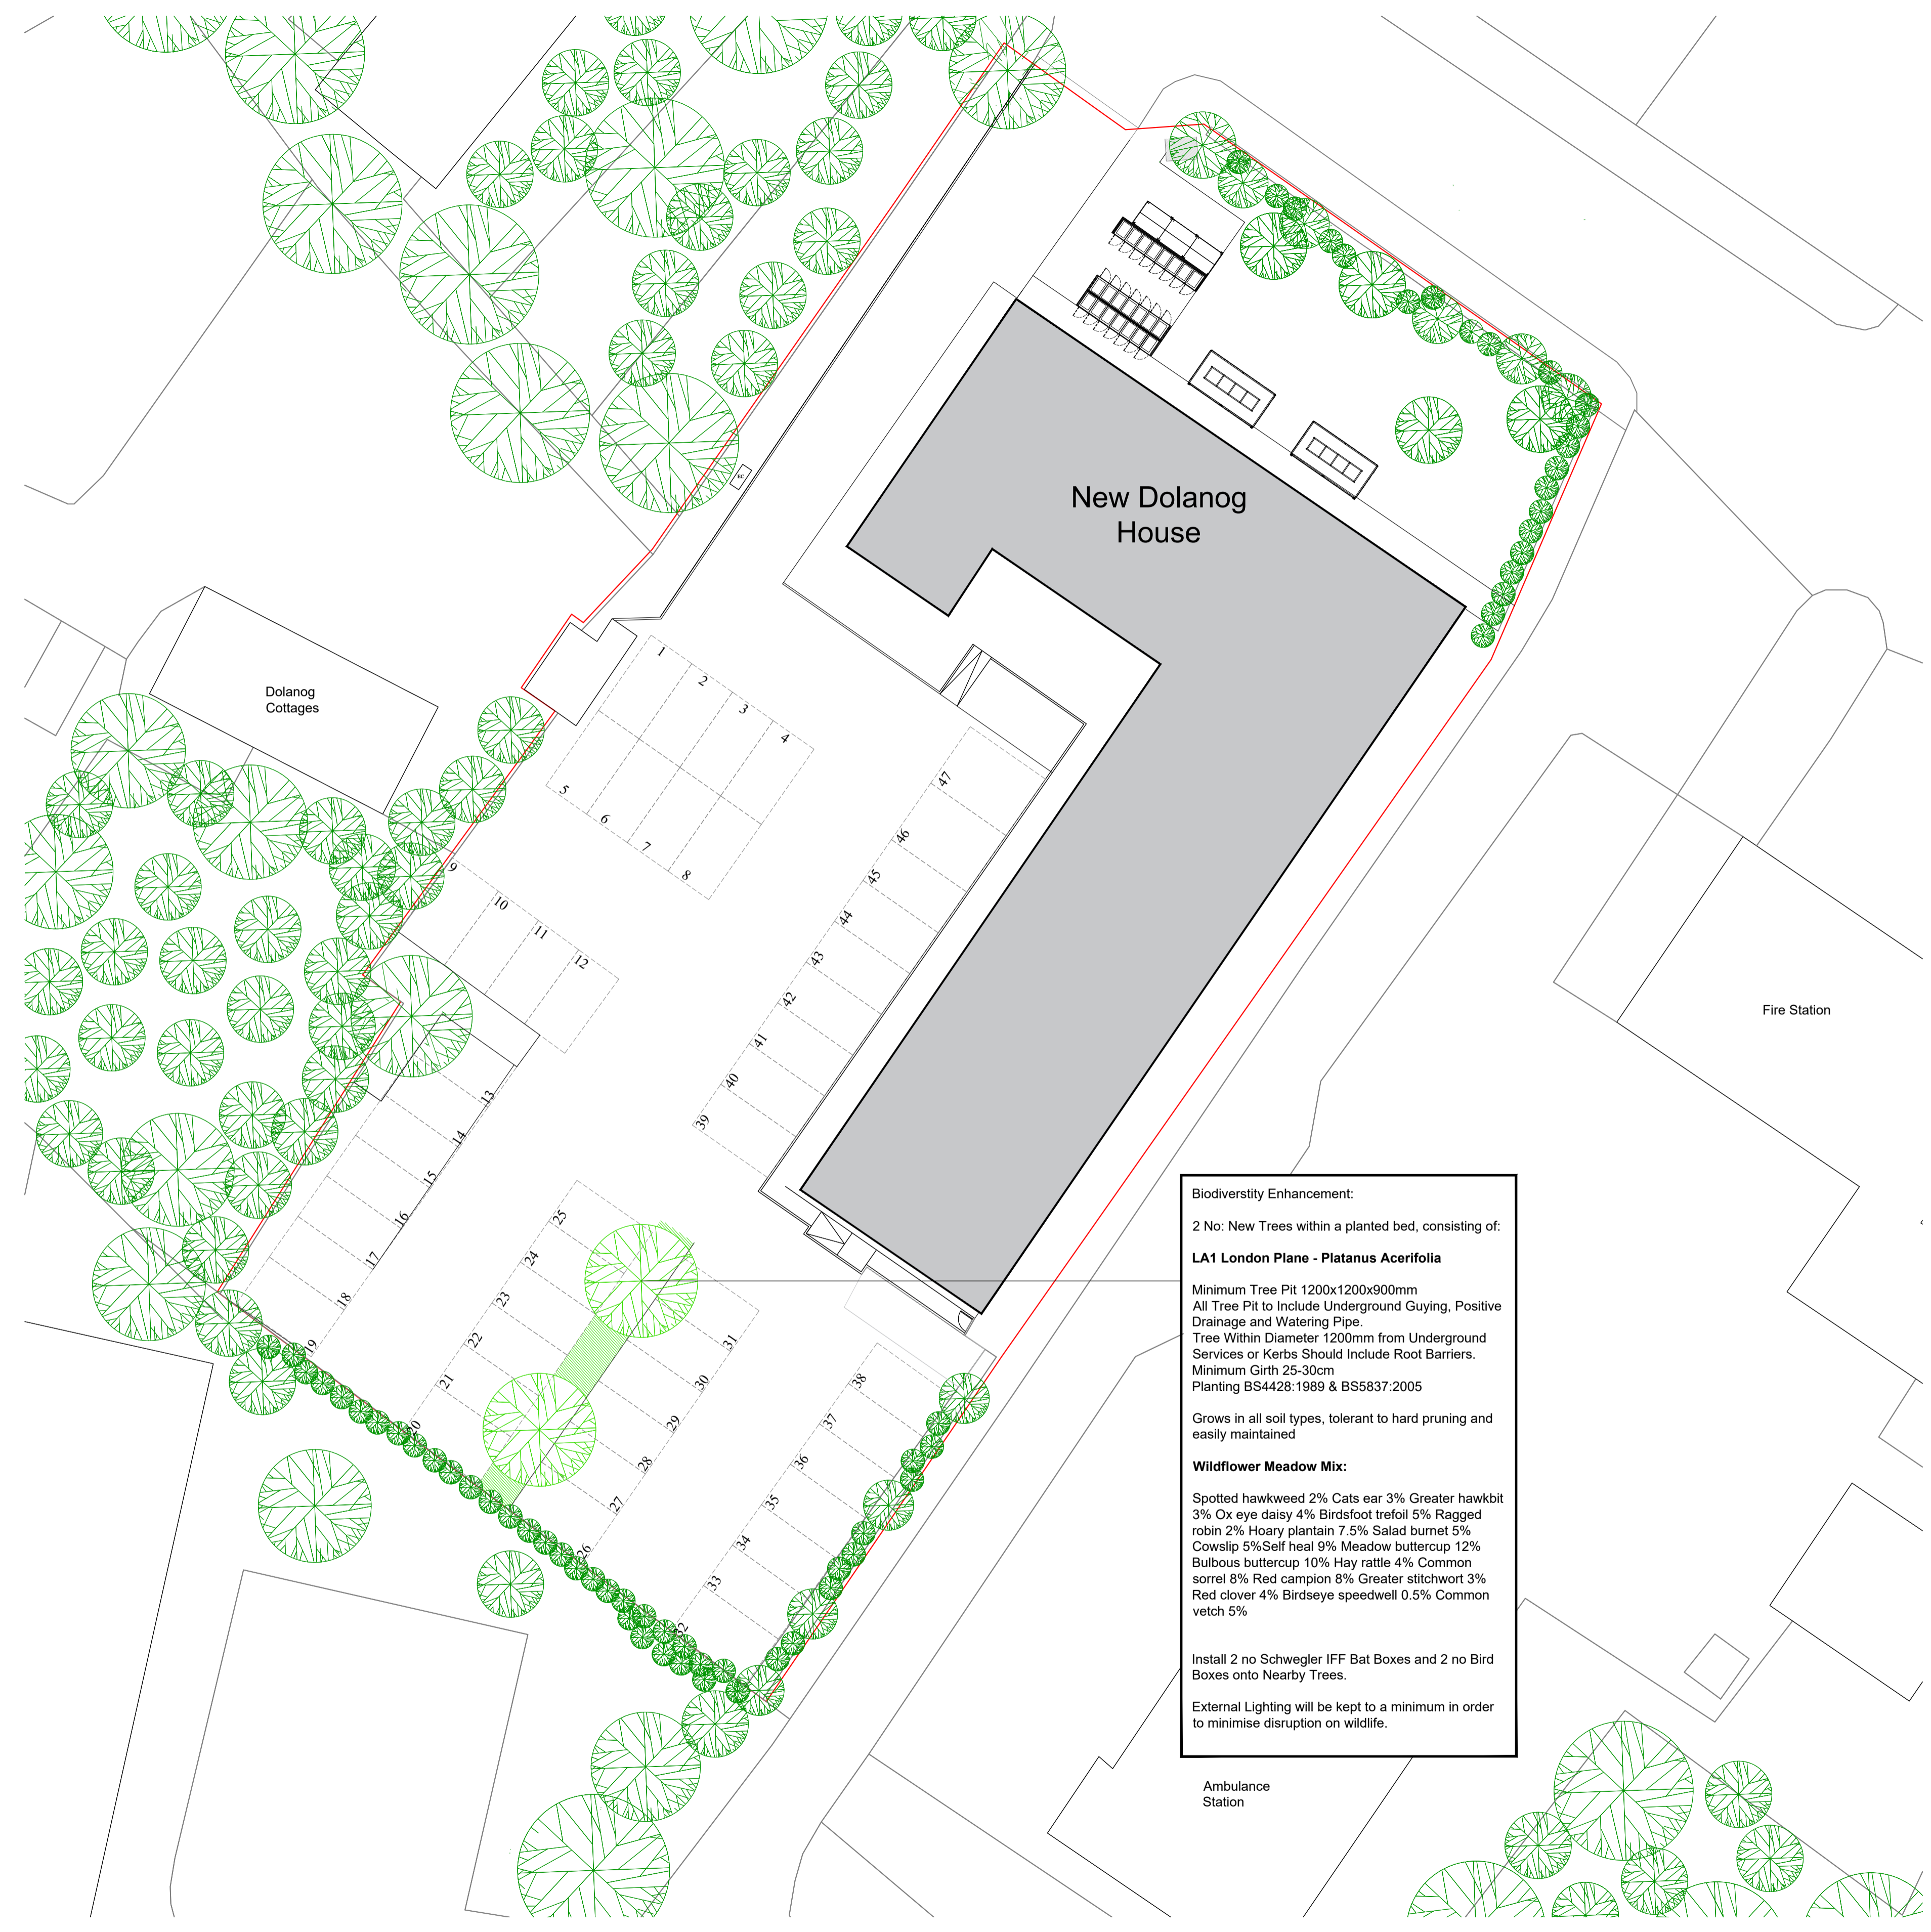 New Dolanog
House
EC
1
2
3
4
5
6
7
8
Dolanog
Cottages
9
10
11
12
13
14
15
16
17
18
19
20
21
22
23
24
25
26
27
28
29
30
31
32
33
34
35
36
37
38
39
40
41
42
43
44
45
46
47
Fire Station
Biodiverstity Enhancement:
2 No: New Trees within a planted bed, consisting of:
LA1 London Plane - Platanus Acerifolia
Minimum Tree Pit 1200x1200x900mm
All Tree Pit to Include Underground Guying, Positive
Drainage and Watering Pipe.
Tree Within Diameter 1200mm from Underground
Services or Kerbs Should Include Root Barriers.
Minimum Girth 25-30cm
Planting BS4428:1989 & BS5837:2005
Grows in all soil types, tolerant to hard pruning and
easily maintained
Wildflower Meadow Mix:
Spotted hawkweed 2% Cats ear 3% Greater hawkbit
3% Ox eye daisy 4% Birdsfoot trefoil 5% Ragged
robin 2% Hoary plantain 7.5% Salad burnet 5%
Cowslip 5%Self heal 9% Meadow buttercup 12%
Bulbous buttercup 10% Hay rattle 4% Common
sorrel 8% Red campion 8% Greater stitchwort 3%
Red clover 4% Birdseye speedwell 0.5% Common
vetch 5%
Install 2 no Schwegler IFF Bat Boxes and 2 no Bird
Boxes onto Nearby Trees.
External Lighting will be kept to a minimum in order
to minimise disruption on wildlife.
Ambulance
Station